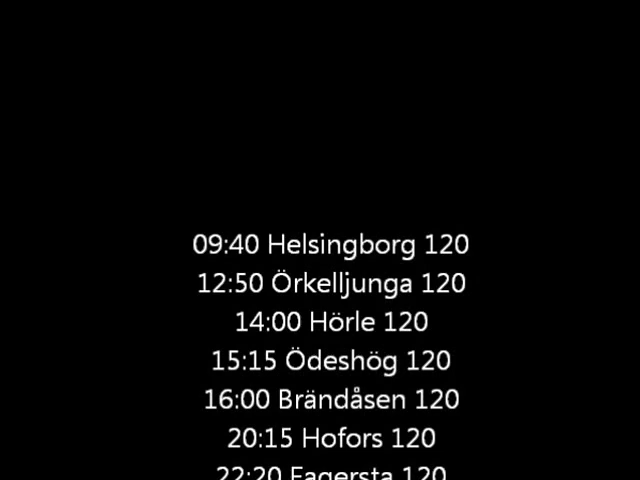 09:40 Helsingborg 120
12:50 Örkelljunga 120
14:00 Hörle 120
15:15 Ödeshög 120
16:00 Brändåsen 120
20:15 Hofors 120
22:20 Fagersta 120